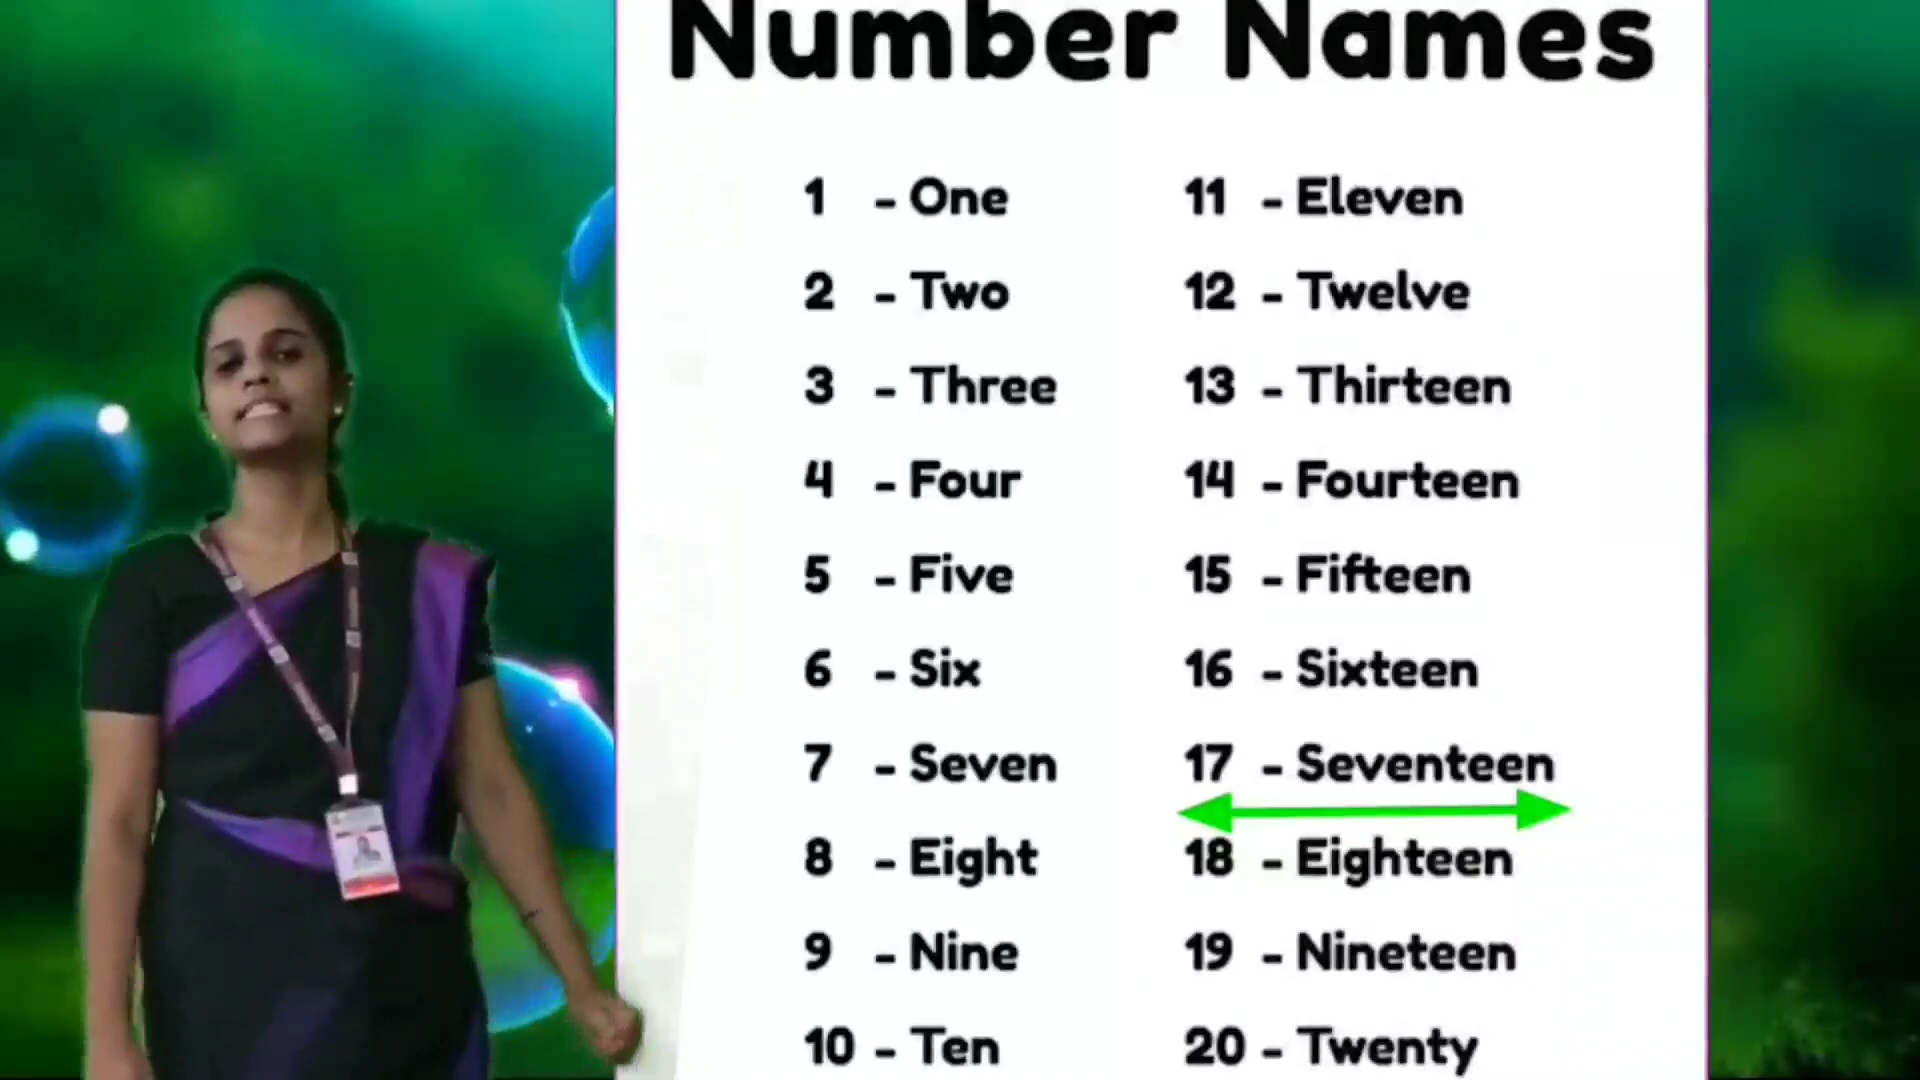 Number Names
1 - One
2 - Two
3 - Three
4 - Four
5 - Five
6 - Six
7 - Seven
8 - Eight
9 - Nine
10 - Ten
11 - Eleven
12 - Twelve
13 - Thirteen
14 - Fourteen
15 - Fifteen
16 - Sixteen
17 - Seventeen
18 - Eighteen
19 - Nineteen
20 - Twenty